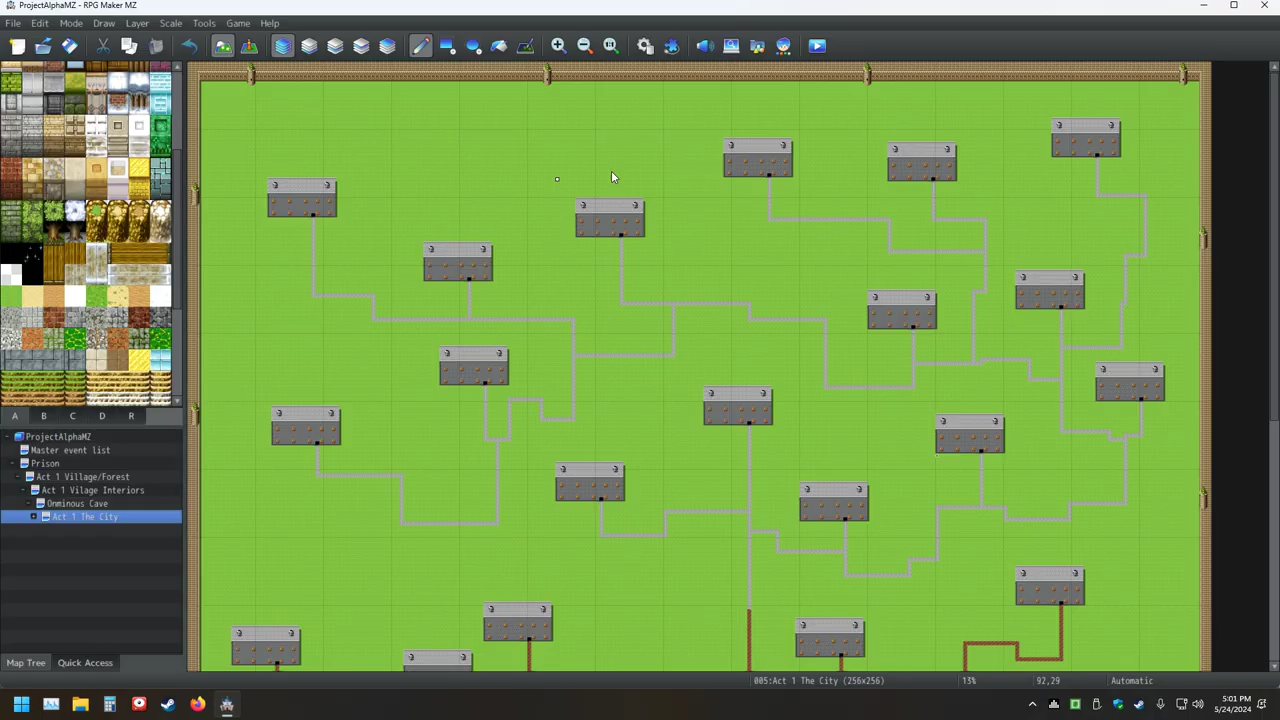 ProjectAlphaMZ - RPG Maker MZ
File Edit Mode Draw Layer Scale Tools Game Help
A B C D R
ProjectAlphaMZ
Master event list
Prison
Act 1 Village/Forest
Act 1 Vilage Interiors
Onminous Cave
Act 1 The City
Map Tree Quick Access
005:Act 1 The City (256x256) 13% 92,29 Automatic
5:01 PM
5/24/2024